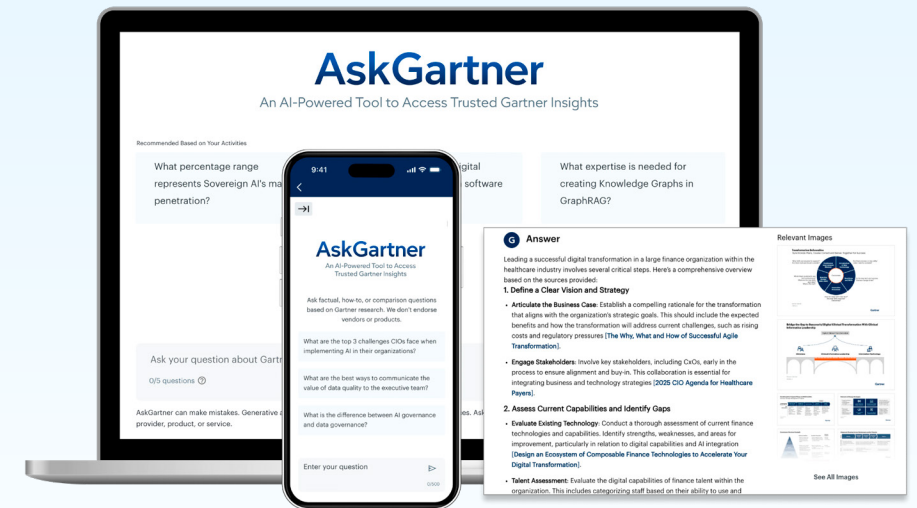 AskGartner
An AI-Powered Tool to Access Trusted Gartner Insights
Recommended Based on Your Activities
What percentage range
represents Sovereign AI's ma
penetration?
igital
software
What expertise is needed for
creating Knowledge Graphs in
GraphRAG?
Ask your question about Gartr
0/5 questions
AskGartner can make mistakes. Generative a
provider, product, or service.
es. Ask
9:41
AskGartner
An AI-Powered Tool to Access
Trusted Gartner Insights
Ask factual, how-to, or comparison questions
based on Gartner research. We don't endorse
vendors or products.
What are the top 3 challenges CIOs face when
implementing AI in their organizations?
What are the best ways to communicate the
value of data quality to the executive team?
What is the difference between AI governance
and data governance?
Enter your question
0/300
G Answer
Leading a successful digital transformation in a large finance organization within the
healthcare industry involves several critical steps. Here's a comprehensive overview
based on the sources provided:
1. Define a Clear Vision and Strategy
• Articulate the Business Case: Establish a compelling rationale for the transformation
that aligns with the organization's strategic goals. This should include the expected
benefits and how the transformation will address current challenges, such as rising
costs and regulatory pressures [The Why, What and How of Successful Agile
Transformation].
• Engage Stakeholders: Involve key stakeholders, including CxOs, early in the
process to ensure alignment and buy-in. This collaboration is essential for
integrating business and technology strategies [2025 CIO Agenda for Healthcare
Payers].
2. Assess Current Capabilities and Identify Gaps
• Evaluate Existing Technology: Conduct a thorough assessment of current finance
technologies and capabilities. Identify strengths, weaknesses, and areas for
improvement, particularly in relation to digital capabilities and AI integration
[Design an Ecosystem of Composable Finance Technologies to Accelerate Your
Digital Transformation].
• Talent Assessment: Evaluate the digital capabilities of finance talent within the
organization. This includes categorizing staff based on their ability to use and
Relevant Images
See All Images